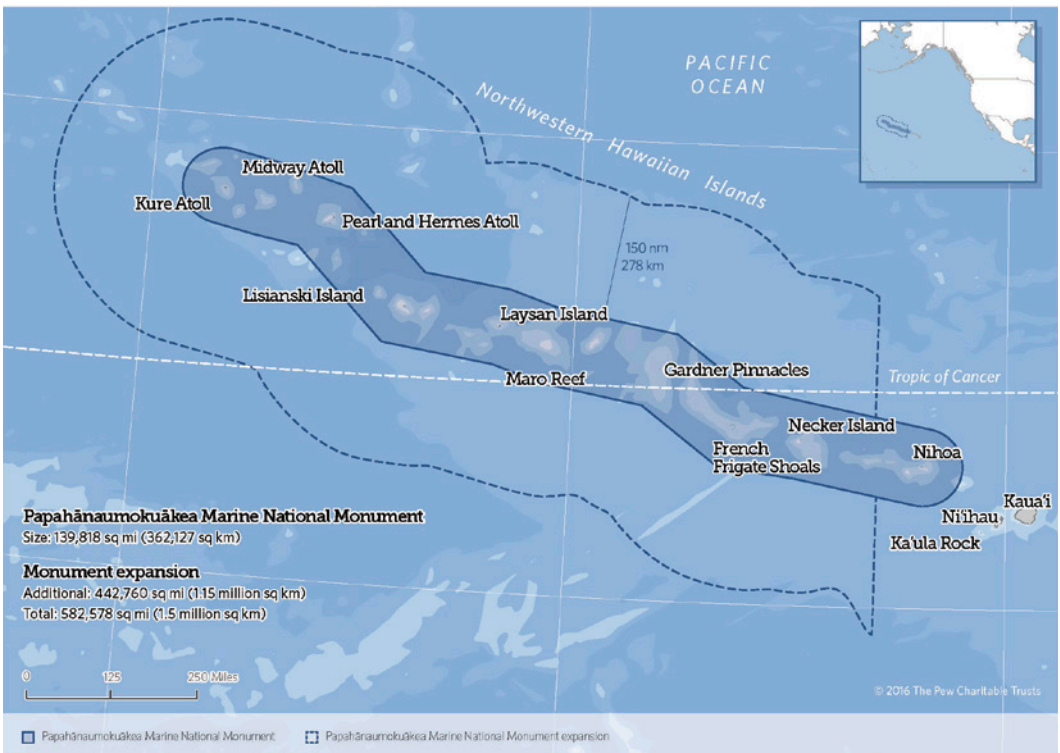 PACIFIC
OCEAN
Northwestern Hawaiian Islands
Midway Atoll
Kure Atoll
Pearl and Hermes Atoll
150 nm
278 km
Lisianski Island
Laysan Island
Maro Reef
Gardner Pinnacles
Tropic of Cancer
Necker Island
French
Frigate Shoals
Nihoa
Kaua'i
Ni'ihau
Ka'ula Rock
Papahānaumokuākea Marine National Monument
Size: 139,818 sq mi (362,127 sq km)
Monument expansion
Additional: 442,760 sq mi (1.15 million sq km)
Total: 582,578 sq mi (1.5 million sq km)
0 125 250 Miles
© 2016 The Pew Charitable Trusts
Papahānaumokuākea Marine National Monument
Papahānaumokuākea Marine National Monument expansion